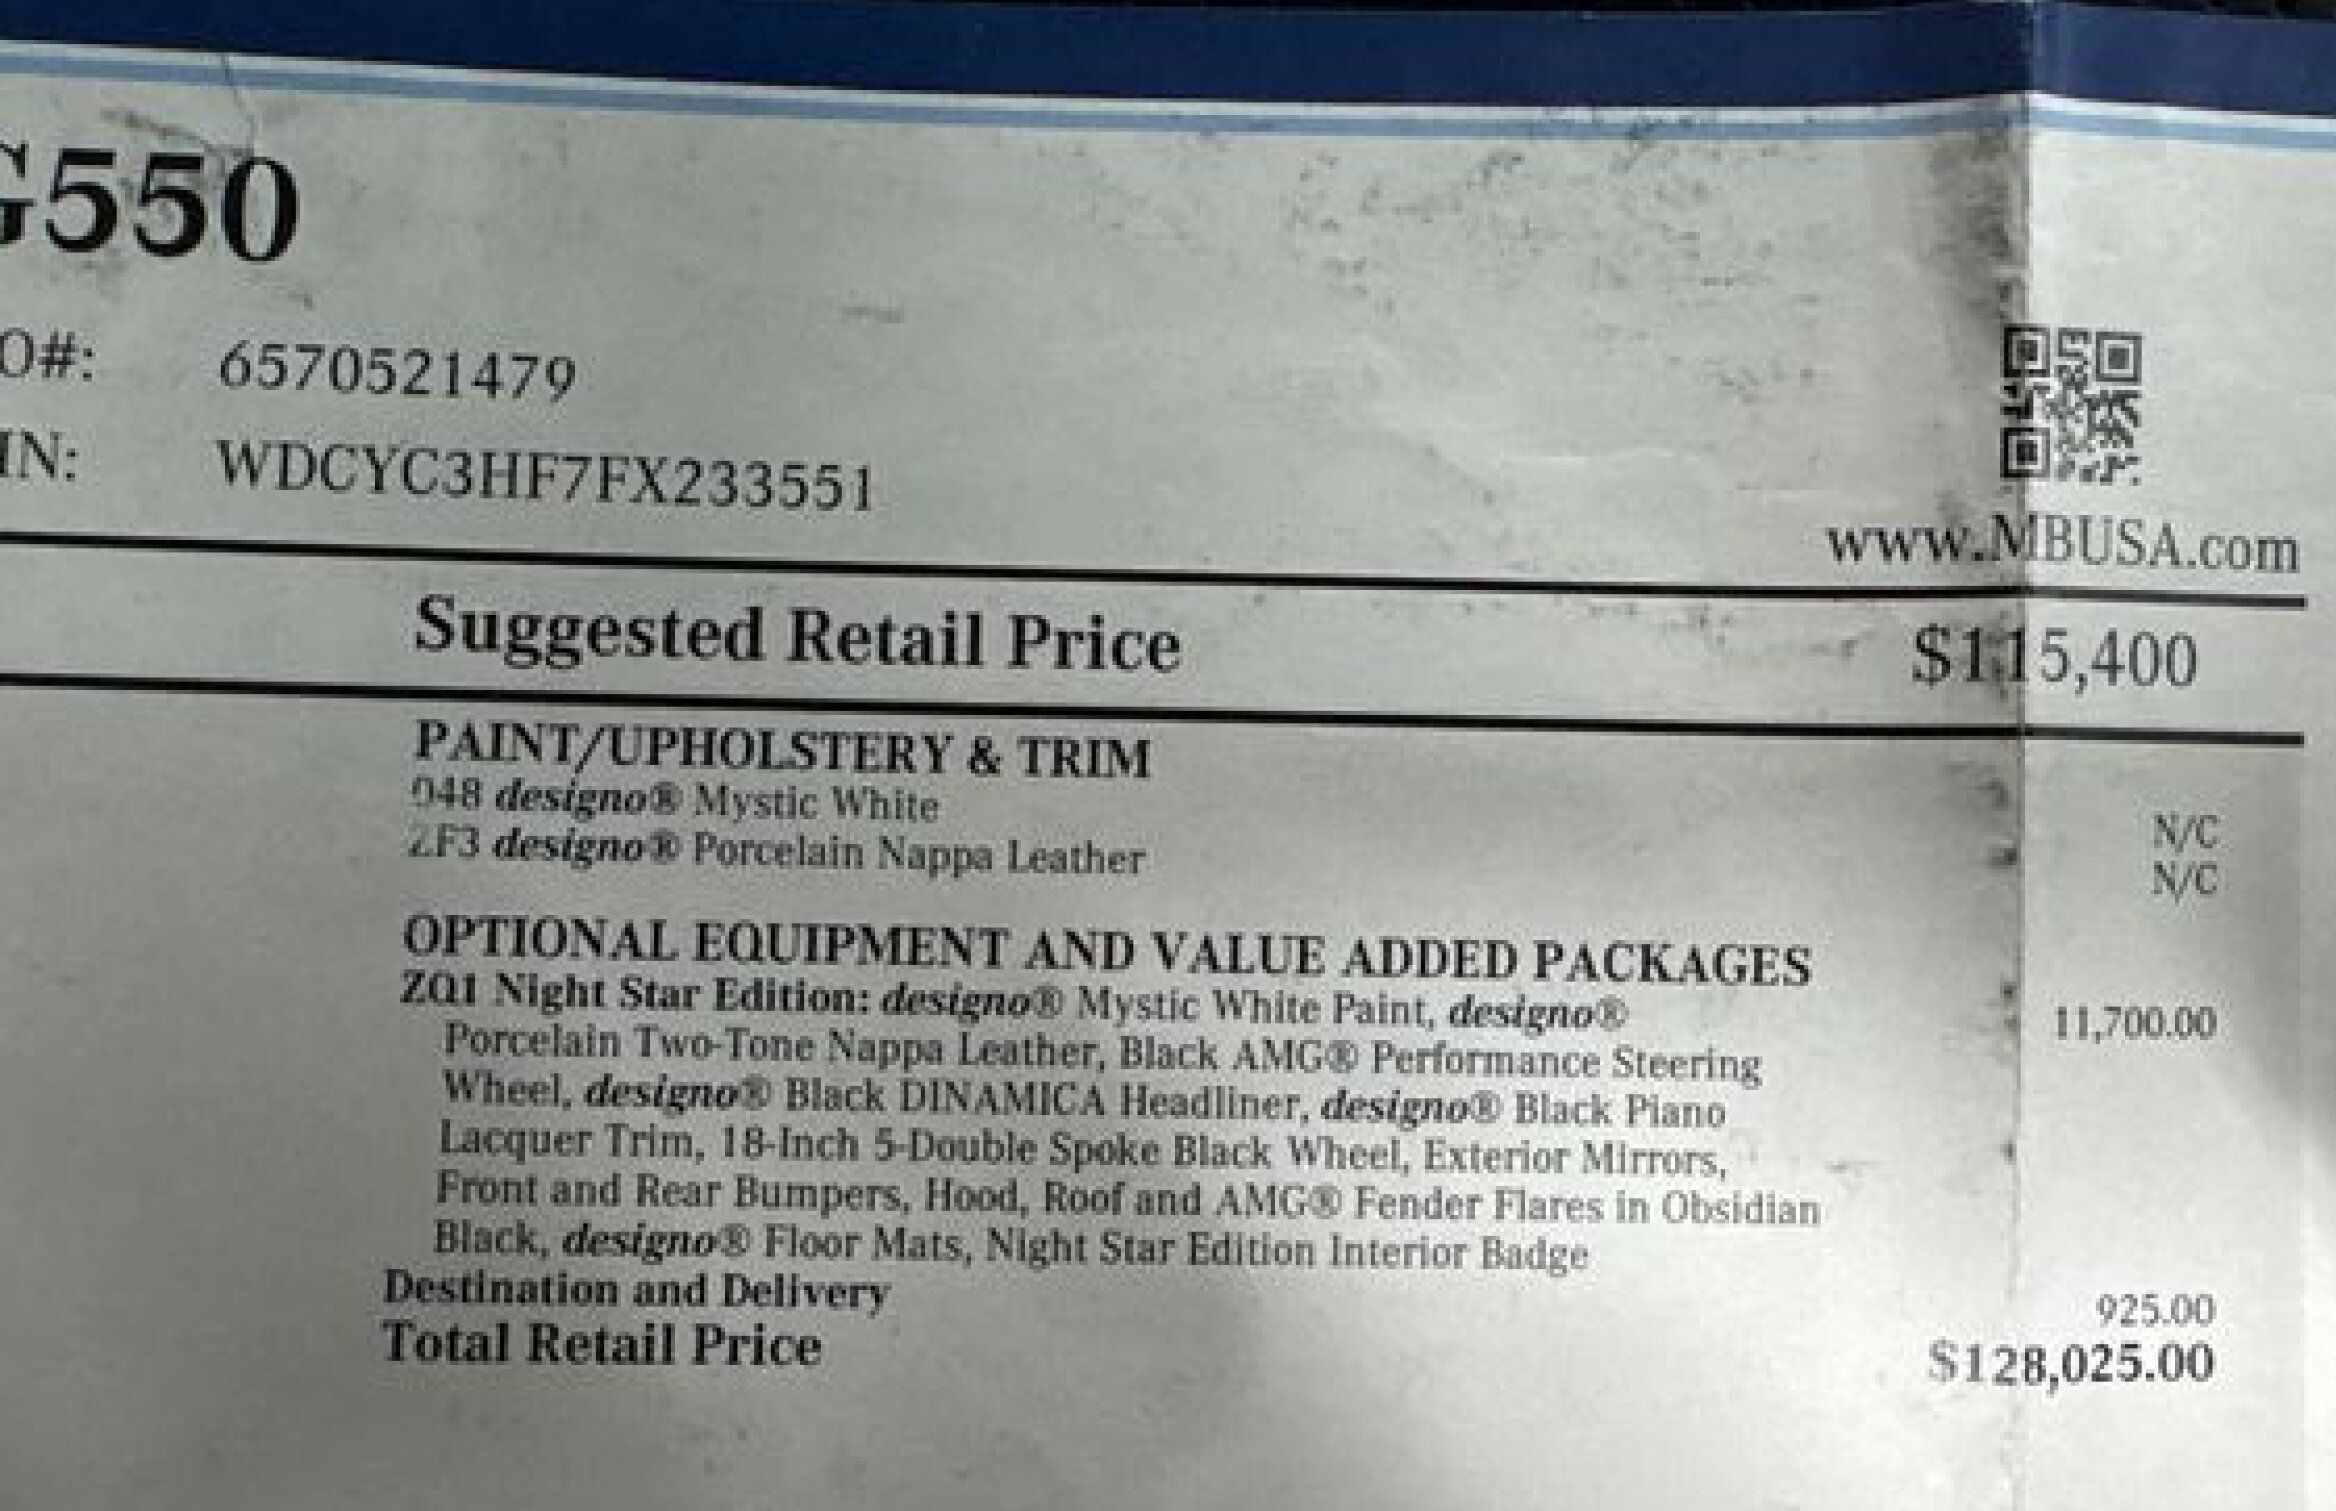 G550
O#: 6570521479
IN: WDCYC3HF7FX233551
www.MBUSA.com
Suggested Retail Price $115,400
PAINT/UPHOLSTERY & TRIM
048 designo® Mystic White N/C
ZF3 designo® Porcelain Nappa Leather N/C
OPTIONAL EQUIPMENT AND VALUE ADDED PACKAGES
ZQ1 Night Star Edition: designo® Mystic White Paint, designo® 11,700.00
Porcelain Two-Tone Nappa Leather, Black AMG® Performance Steering
Wheel, designo® Black DINAMICA Headliner, designo® Black Piano
Lacquer Trim, 18-Inch 5-Double Spoke Black Wheel, Exterior Mirrors,
Front and Rear Bumpers, Hood, Roof and AMG® Fender Flares in Obsidian
Black, designo® Floor Mats, Night Star Edition Interior Badge
Destination and Delivery 925.00
Total Retail Price $128,025.00